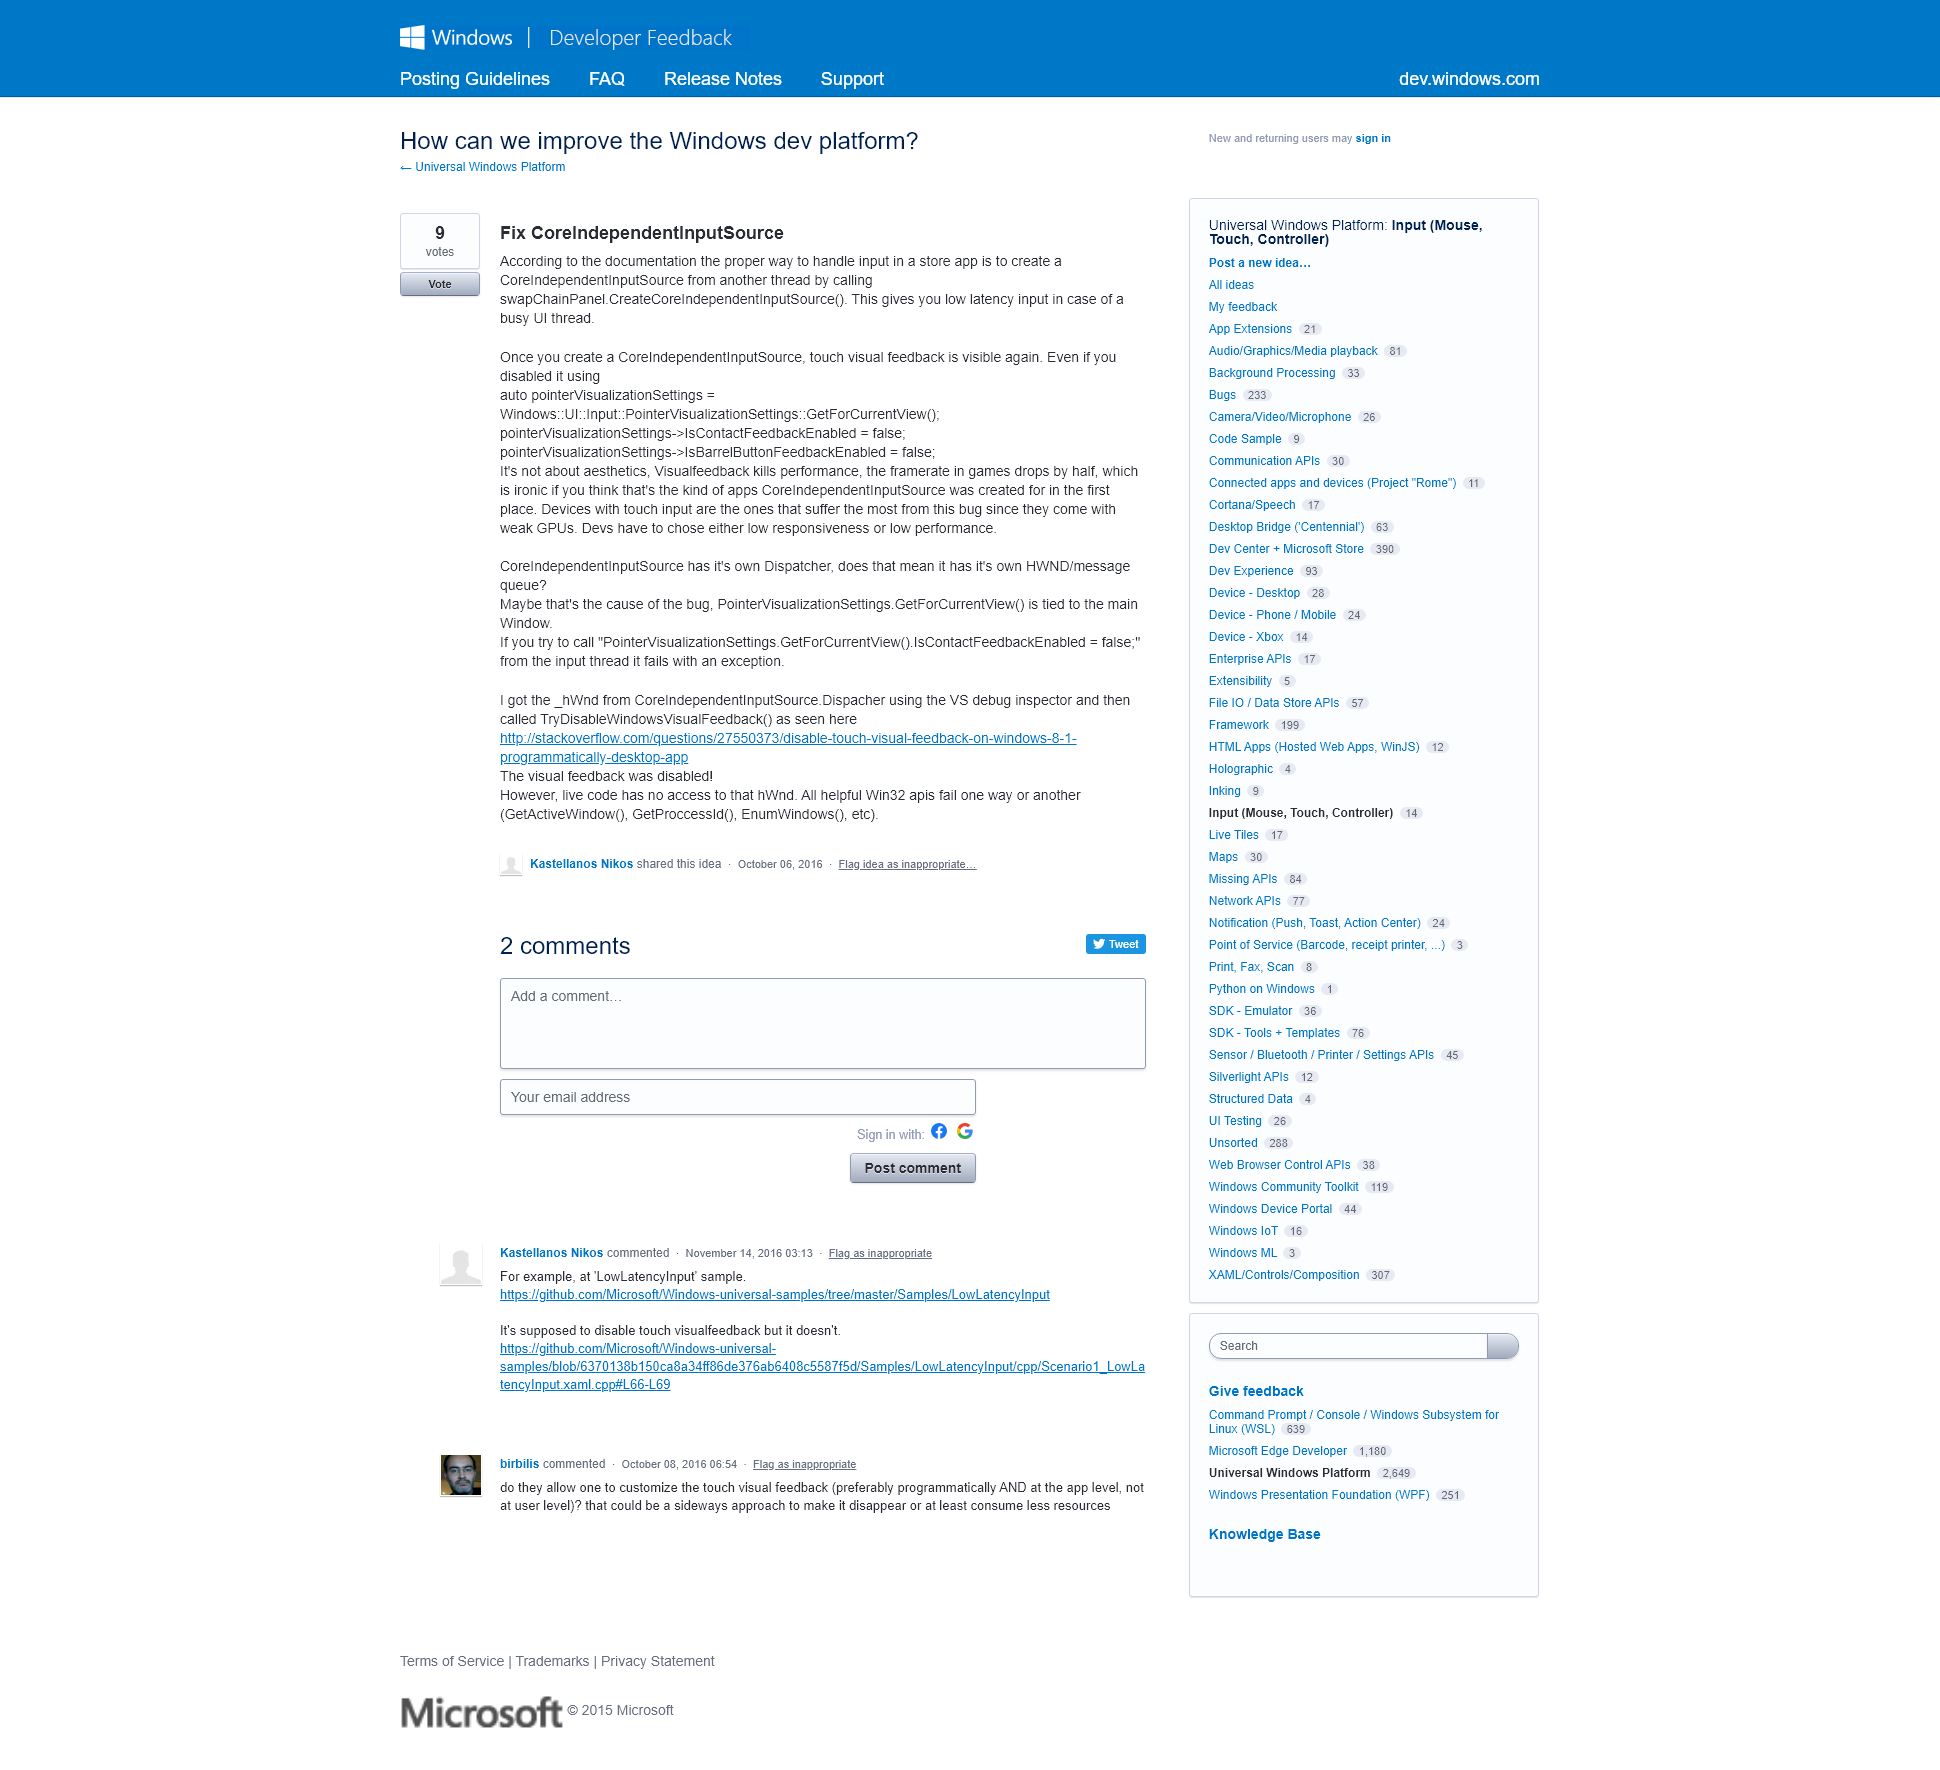 Windows | Developer Feedback
Posting Guidelines FAQ Release Notes Support dev.windows.com
How can we improve the Windows dev platform?
← Universal Windows Platform
New and returning users may sign in
9
votes
Vote
Fix CoreIndependentInputSource
According to the documentation the proper way to handle input in a store app is to create a
CoreIndependentInputSource from another thread by calling
swapChainPanel.CreateCoreIndependentInputSource(). This gives you low latency input in case of a
busy UI thread.
Once you create a CoreIndependentInputSource, touch visual feedback is visible again. Even if you
disabled it using
auto pointerVisualizationSettings =
Windows::UI::Input::PointerVisualizationSettings::GetForCurrentView();
pointerVisualizationSettings->IsContactFeedbackEnabled = false;
pointerVisualizationSettings->IsBarrelButtonFeedbackEnabled = false;
It's not about aesthetics, Visualfeedback kills performance, the framerate in games drops by half, which
is ironic if you think that's the kind of apps CoreIndependentInputSource was created for in the first
place. Devices with touch input are the ones that suffer the most from this bug since they come with
weak GPUs. Devs have to chose either low responsiveness or low performance.
CoreIndependentInputSource has it's own Dispatcher, does that mean it has it's own HWND/message
queue?
Maybe that's the cause of the bug, PointerVisualizationSettings.GetForCurrentView() is tied to the main
Window.
If you try to call "PointerVisualizationSettings.GetForCurrentView().IsContactFeedbackEnabled = false;"
from the input thread it fails with an exception.
I got the _hWnd from CoreIndependentInputSource.Dispacher using the VS debug inspector and then
called TryDisableWindowsVisualFeedback() as seen here
http://stackoverflow.com/questions/27550373/disable-touch-visual-feedback-on-windows-8-1-
programmatically-desktop-app
The visual feedback was disabled!
However, live code has no access to that hWnd. All helpful Win32 apis fail one way or another
(GetActiveWindow(), GetProccessId(), EnumWindows(), etc).
Kastellanos Nikos shared this idea · October 06, 2016 · Flag idea as inappropriate…
2 comments
Tweet
Add a comment…
Your email address
Sign in with:
Post comment
Kastellanos Nikos commented · November 14, 2016 03:13 · Flag as inappropriate
For example, at 'LowLatencyInput' sample.
https://github.com/Microsoft/Windows-universal-samples/tree/master/Samples/LowLatencyInput
It's supposed to disable touch visualfeedback but it doesn't.
https://github.com/Microsoft/Windows-universal-
samples/blob/6370138b150ca8a34ff86de376ab6408c5587f5d/Samples/LowLatencyInput/cpp/Scenario1_LowLa
tencyInput.xaml.cpp#L66-L69
birbilis commented · October 08, 2016 06:54 · Flag as inappropriate
do they allow one to customize the touch visual feedback (preferably programmatically AND at the app level, not
at user level)? that could be a sideways approach to make it disappear or at least consume less resources
Universal Windows Platform: Input (Mouse,
Touch, Controller)
Post a new idea…
All ideas
My feedback
App Extensions 21
Audio/Graphics/Media playback 81
Background Processing 33
Bugs 233
Camera/Video/Microphone 26
Code Sample 9
Communication APIs 30
Connected apps and devices (Project "Rome") 11
Cortana/Speech 17
Desktop Bridge ('Centennial') 63
Dev Center + Microsoft Store 390
Dev Experience 93
Device - Desktop 28
Device - Phone / Mobile 24
Device - Xbox 14
Enterprise APIs 17
Extensibility 5
File IO / Data Store APIs 57
Framework 199
HTML Apps (Hosted Web Apps, WinJS) 12
Holographic 4
Inking 9
Input (Mouse, Touch, Controller) 14
Live Tiles 17
Maps 30
Missing APIs 84
Network APIs 77
Notification (Push, Toast, Action Center) 24
Point of Service (Barcode, receipt printer, ...) 3
Print, Fax, Scan 8
Python on Windows 1
SDK - Emulator 36
SDK - Tools + Templates 76
Sensor / Bluetooth / Printer / Settings APIs 45
Silverlight APIs 12
Structured Data 4
UI Testing 26
Unsorted 288
Web Browser Control APIs 38
Windows Community Toolkit 119
Windows Device Portal 44
Windows IoT 16
Windows ML 3
XAML/Controls/Composition 307
Search
Give feedback
Command Prompt / Console / Windows Subsystem for
Linux (WSL) 639
Microsoft Edge Developer 1,180
Universal Windows Platform 2,649
Windows Presentation Foundation (WPF) 251
Knowledge Base
Terms of Service | Trademarks | Privacy Statement
Microsoft © 2015 Microsoft